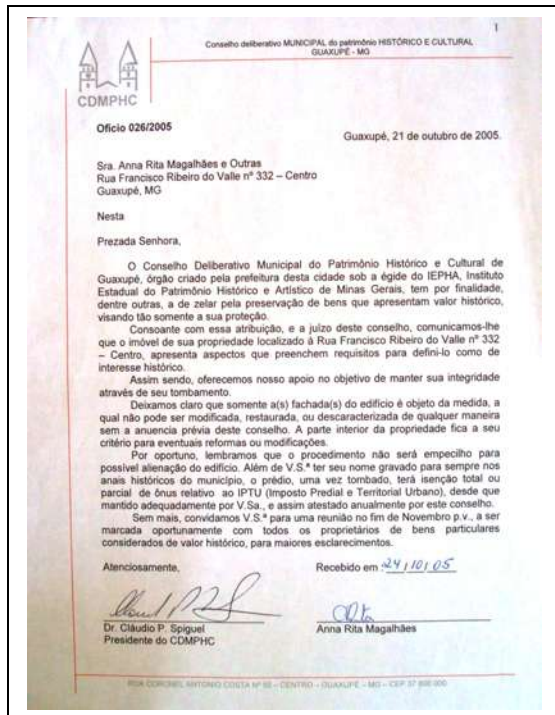 1
Conselho deliberativo MUNICIPAL do patrimônio HISTÓRICO E CULTURAL
GUAXUPÉ - MG
CDMPHC
Ofício 026/2005
Guaxupé, 21 de outubro de 2005.
Sra. Anna Rita Magalhães e Outras
Rua Francisco Ribeiro do Valle nº 332 – Centro
Guaxupé, MG
Nesta
Prezada Senhora,
O Conselho Deliberativo Municipal do Patrimônio Histórico e Cultural de
Guaxupé, órgão criado pela prefeitura desta cidade sob a égide do IEPHA, Instituto
Estadual do Patrimônio Histórico e Artístico de Minas Gerais, tem por finalidade,
dentre outras, a de zelar pela preservação de bens que apresentam valor histórico,
visando tão somente a sua proteção.
Consoante com essa atribuição, e a juízo deste conselho, comunicamos-lhe
que o imóvel de sua propriedade localizado à Rua Francisco Ribeiro do Valle nº 332
– Centro, apresenta aspectos que preenchem requisitos para defini-lo como de
interesse histórico.
Assim sendo, oferecemos nosso apoio no objetivo de manter sua integridade
através de seu tombamento.
Deixamos claro que somente a(s) fachada(s) do edifício é objeto da medida, a
qual não pode ser modificada, restaurada, ou descaracterizada de qualquer maneira
sem a anuencia prévia deste conselho. A parte interior da propriedade fica a seu
critério para eventuais reformas ou modificações.
Por oportuno, lembramos que o procedimento não será empecilho para
possível alienação do edifício. Além de V.S.ª ter seu nome gravado para sempre nos
anais históricos do município, o prédio, uma vez tombado, terá isenção total ou
parcial de ônus relativo ao IPTU (Imposto Predial e Territorial Urbano), desde que
mantido adequadamente por V.Sa., e assim atestado anualmente por este conselho.
Sem mais, convidamos V.S.ª para uma reunião no fim de Novembro p.v., a ser
marcada oportunamente com todos os proprietários de bens particulares
considerados de valor histórico, para maiores esclarecimentos.
Atenciosamente,
Recebido em 24/10/05
Dr. Cláudio P. Spiguel
Presidente do CDMPHC
Anna Rita Magalhães
RUA CORONEL ANTONIO COSTA Nº 55 – CENTRO – GUAXUPÉ – MG – CEP 37 800 000